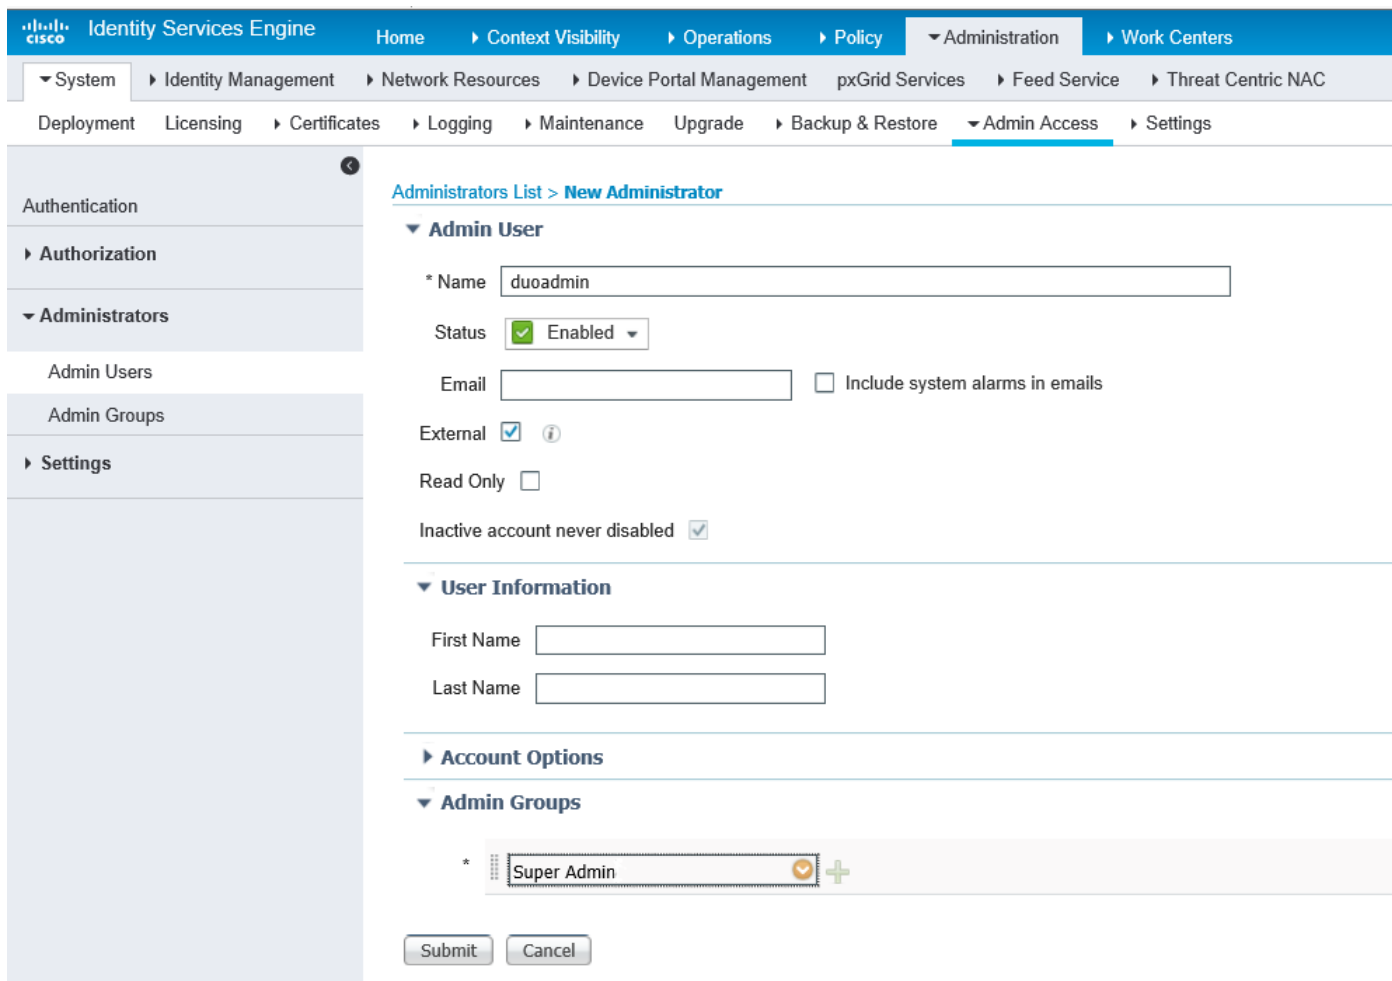 cisco Identity Services Engine Home Context Visibility Operations Policy Administration Work Centers
System Identity Management Network Resources Device Portal Management pxGrid Services Feed Service Threat Centric NAC
Deployment Licensing Certificates Logging Maintenance Upgrade Backup & Restore Admin Access Settings
Authentication
Authorization
Administrators
Admin Users
Admin Groups
Settings
Administrators List > New Administrator
Admin User
* Name duoadmin
Status Enabled
Email Include system alarms in emails
External
Read Only
Inactive account never disabled
User Information
First Name
Last Name
Account Options
Admin Groups
* Super Admin
Submit Cancel